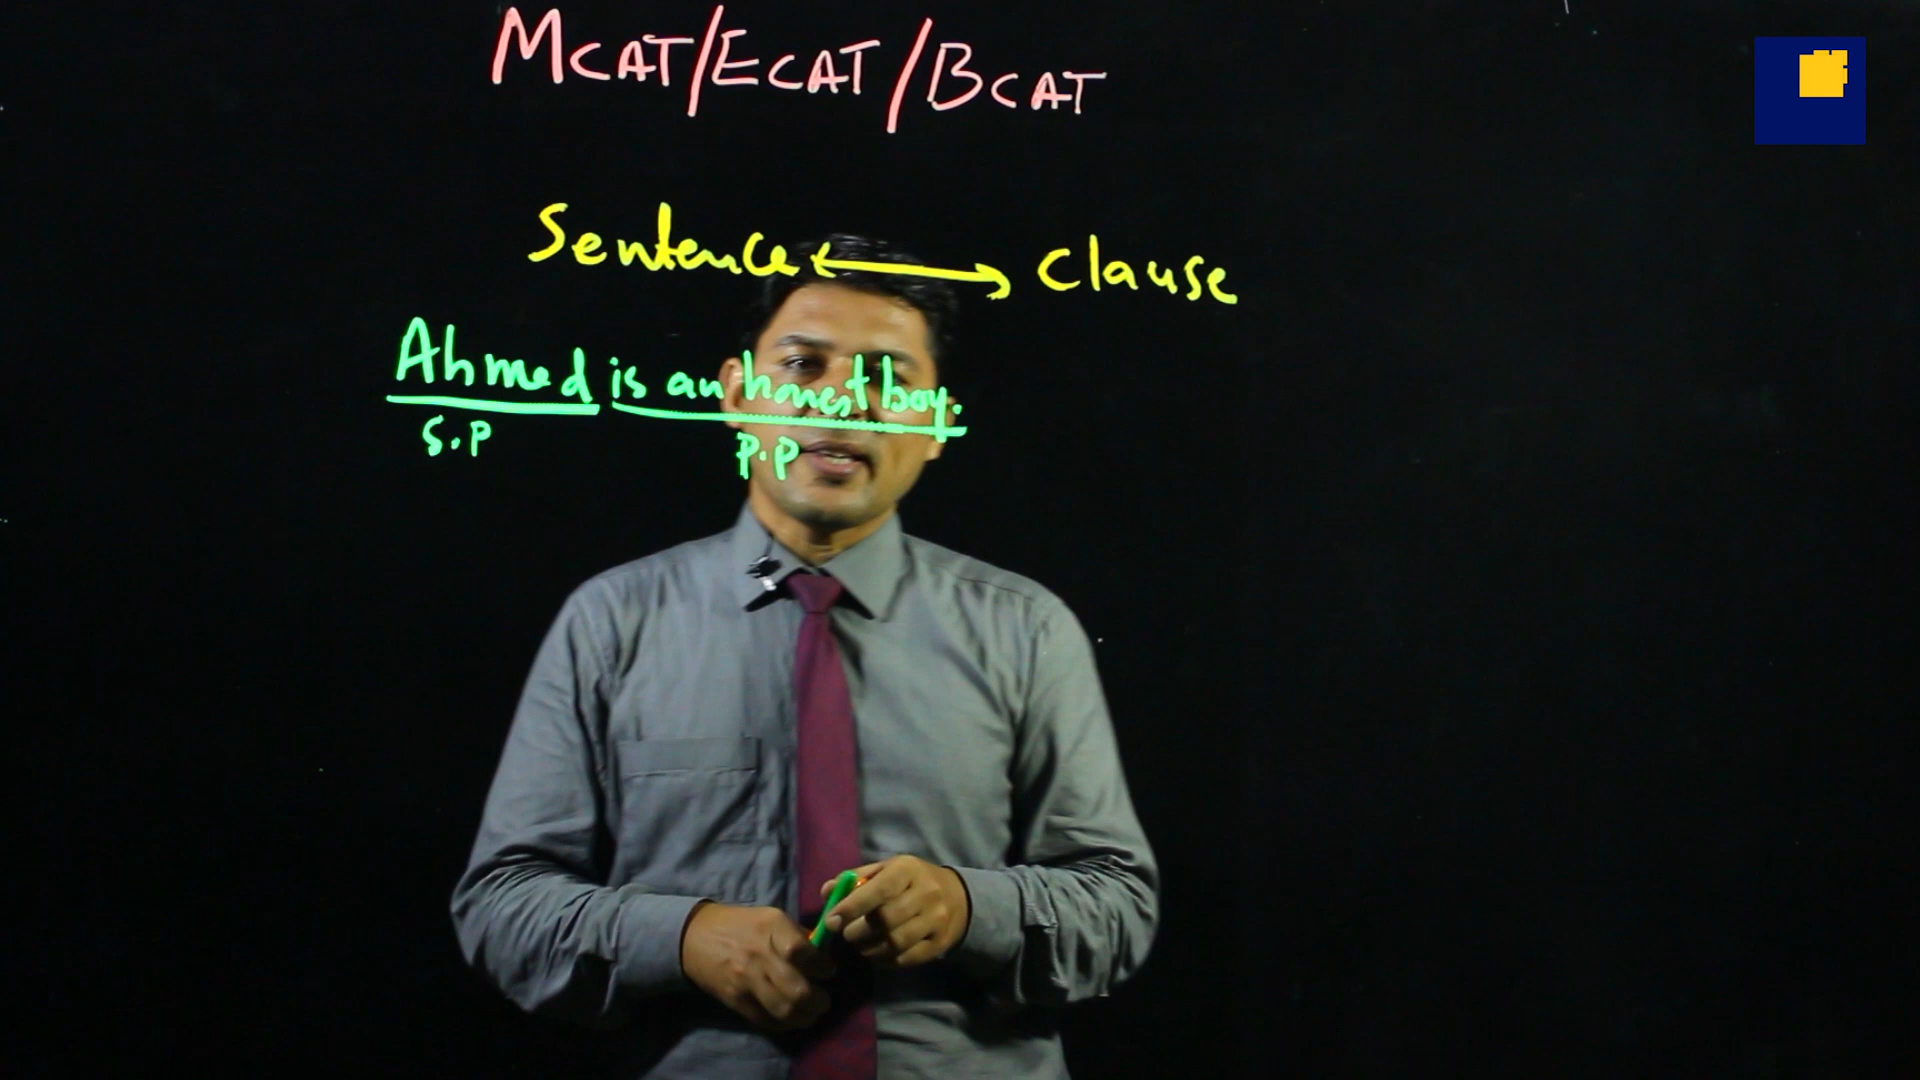 MCAT/ECAT/BCAT
Sentence ↔ Clause
Ahmed is an honest boy.
S.P P.P